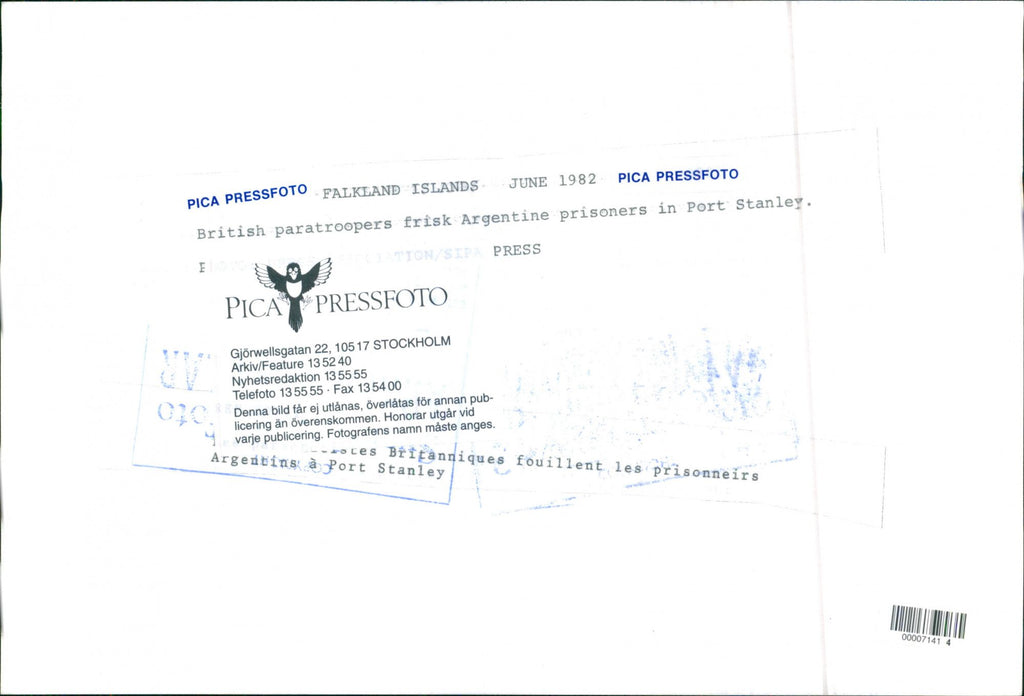 PICA PRESSFOTO FALKLAND ISLANDS JUNE 1982 PICA PRESSFOTO
British paratroopers frisk Argentine prisoners in Port Stanley.
PRESS
PICA PRESSFOTO
Gjörwellsgatan 22, 105 17 STOCKHOLM
Arkiv/Feature 13 52 40
Nyhetsredaktion 13 55 55
Telefoto 13 55 55 · Fax 13 54 00
Denna bild får ej utlånas, överlåtas för annan pub-
licering än överenskommen. Honorar utgår vid
varje publicering. Fotografens namn måste anges.
Britanniques fouillent les prisonneirs
Argentins à Port Stanley
00007141 4